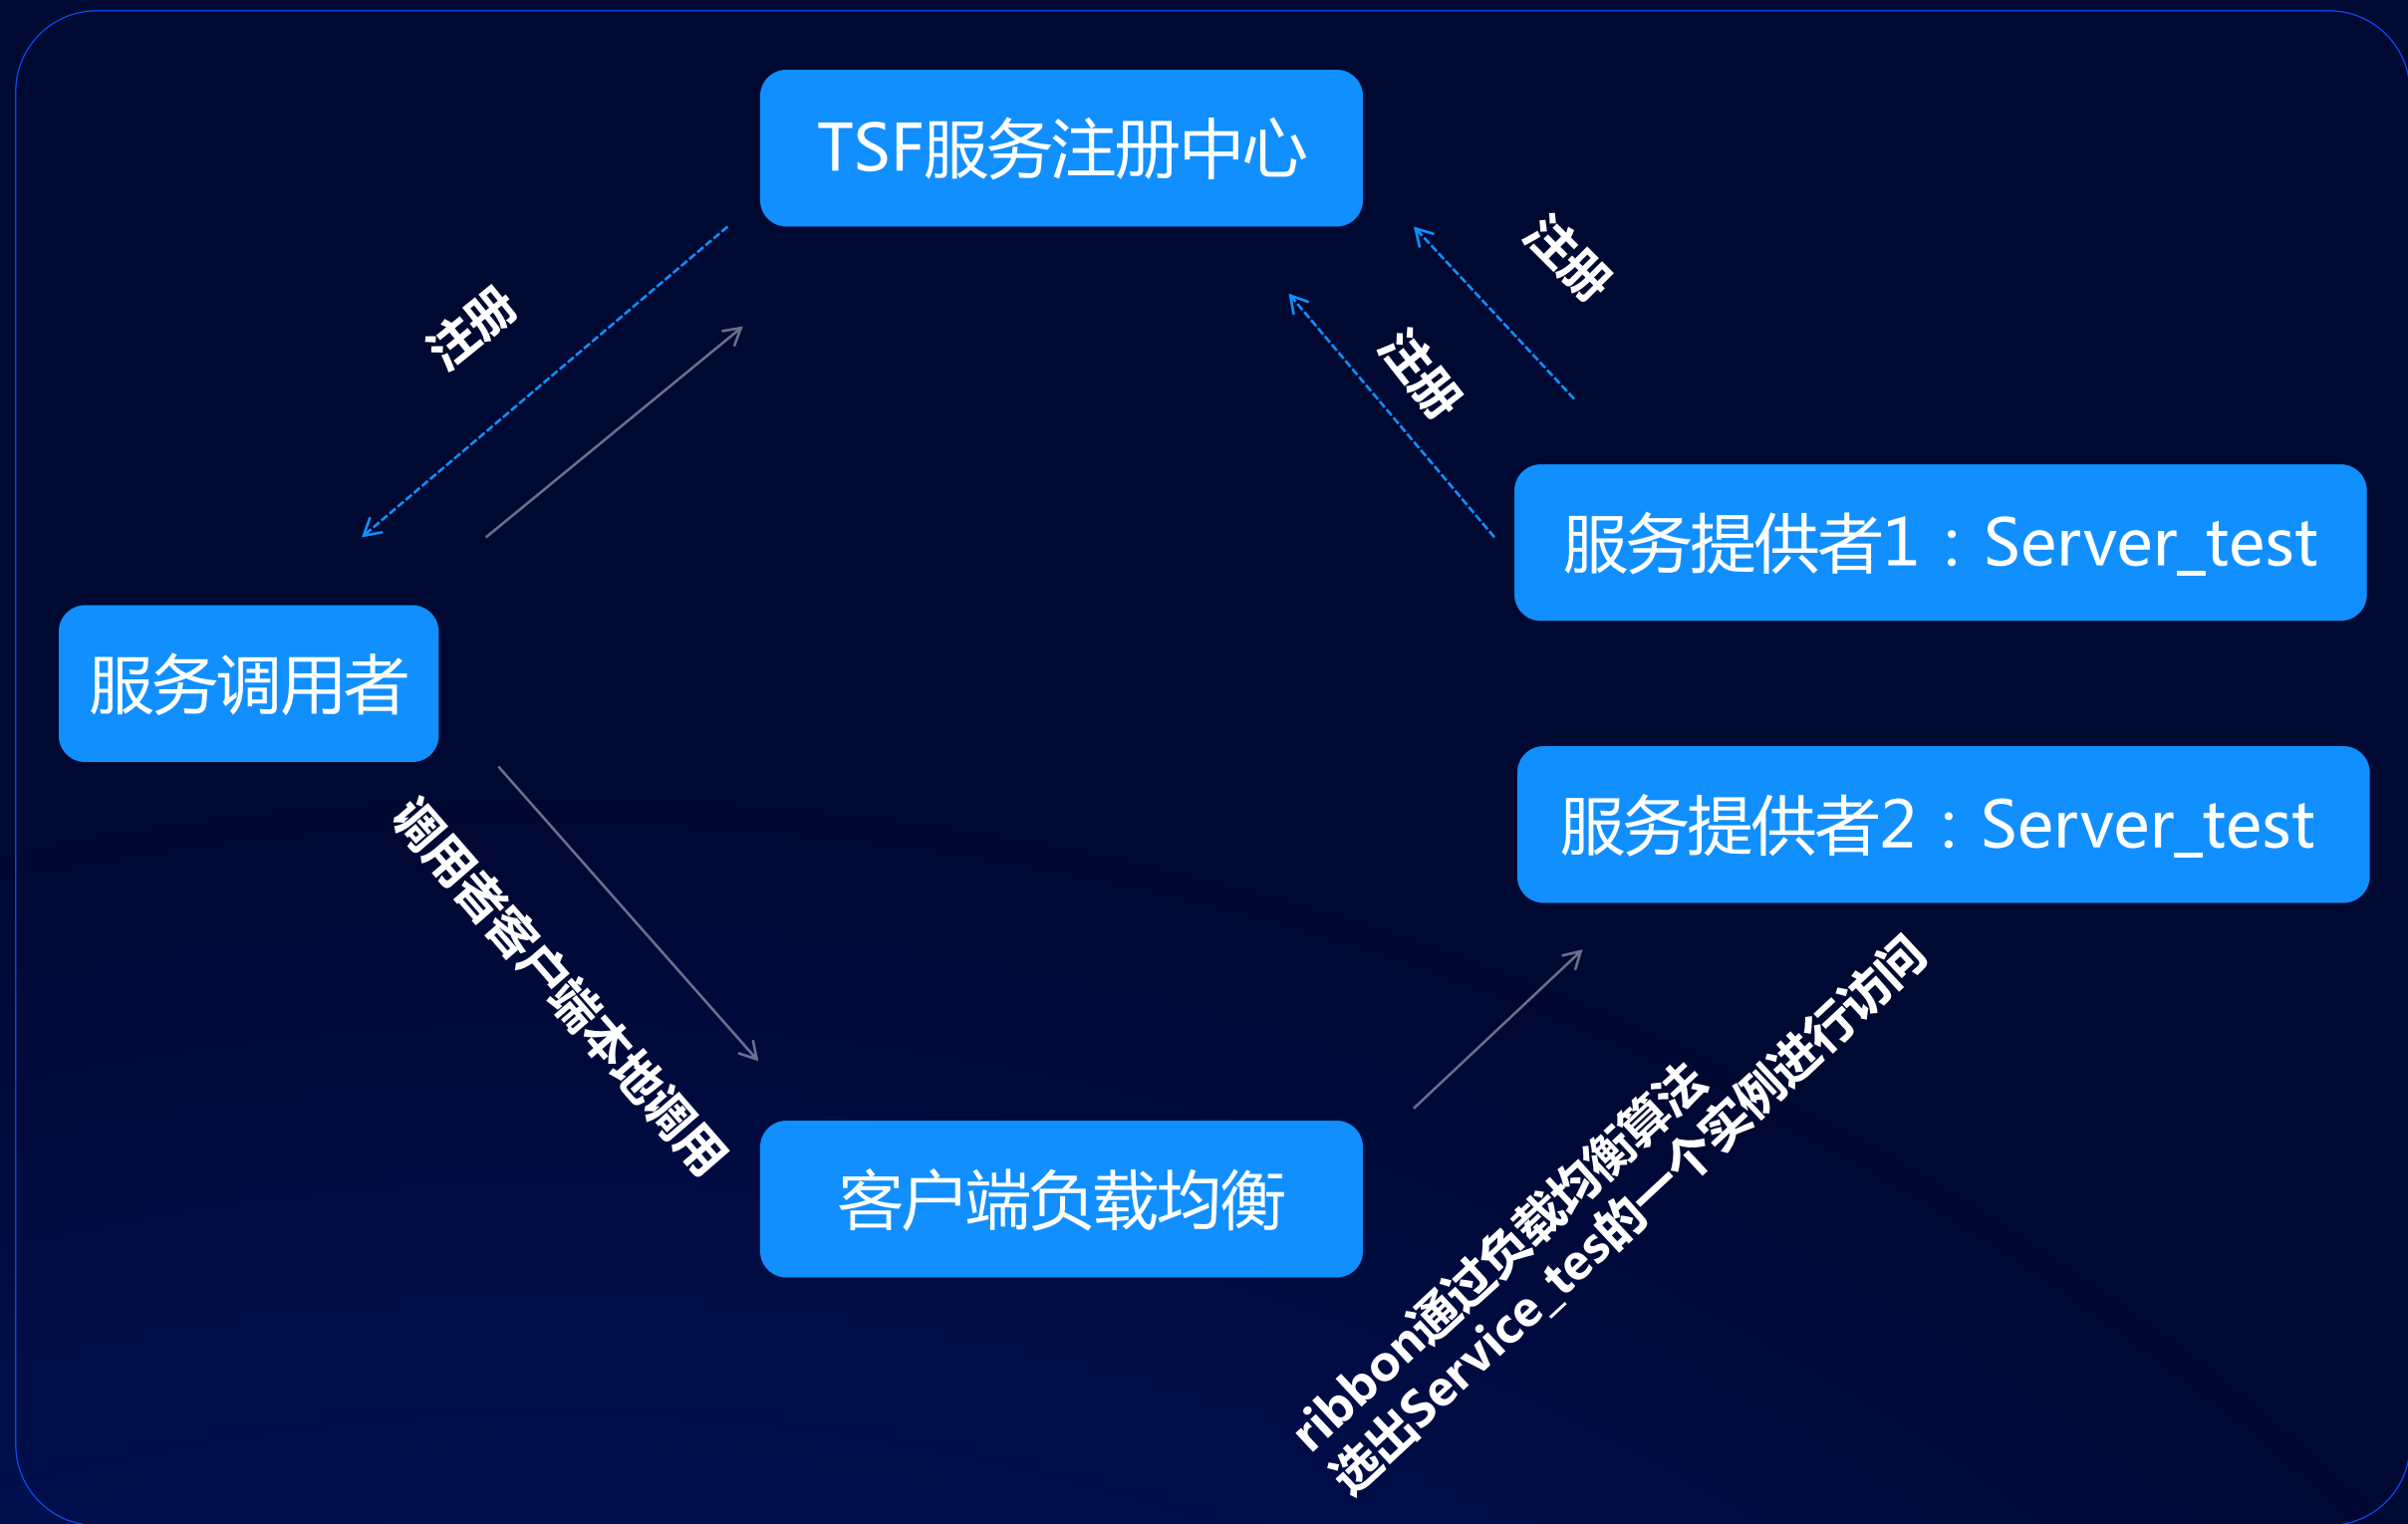 TSF服务注册中心
注册
注册
注册
服务提供者1：Server_test
服务调用者
服务提供者2：Server_test
调用者客户端本地调用
客户端负载均衡
ribbon通过负载均衡算法
选出Service_tes的一个实例进行访问